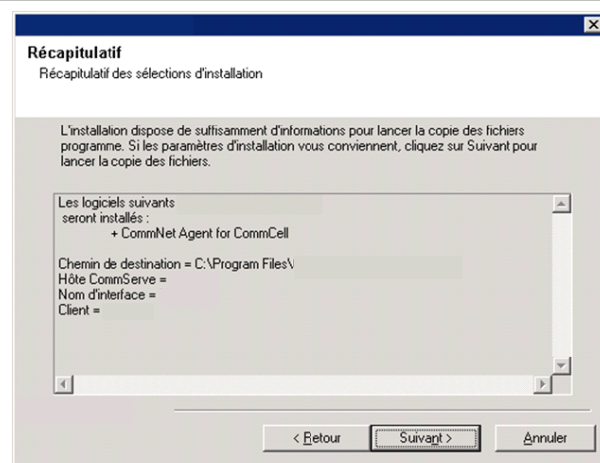 Récapitulatif
Récapitulatif des sélections d'installation
L'installation dispose de suffisamment d'informations pour lancer la copie des fichiers
programme. Si les paramètres d'installation vous conviennent, cliquez sur Suivant pour
lancer la copie des fichiers.
Les logiciels suivants
seront installés :
+ CommNet Agent for CommCell
Chemin de destination = C:\Program Files\
Hôte CommServe =
Nom d'interface =
Client =
< Retour
Suivant >
Annuler